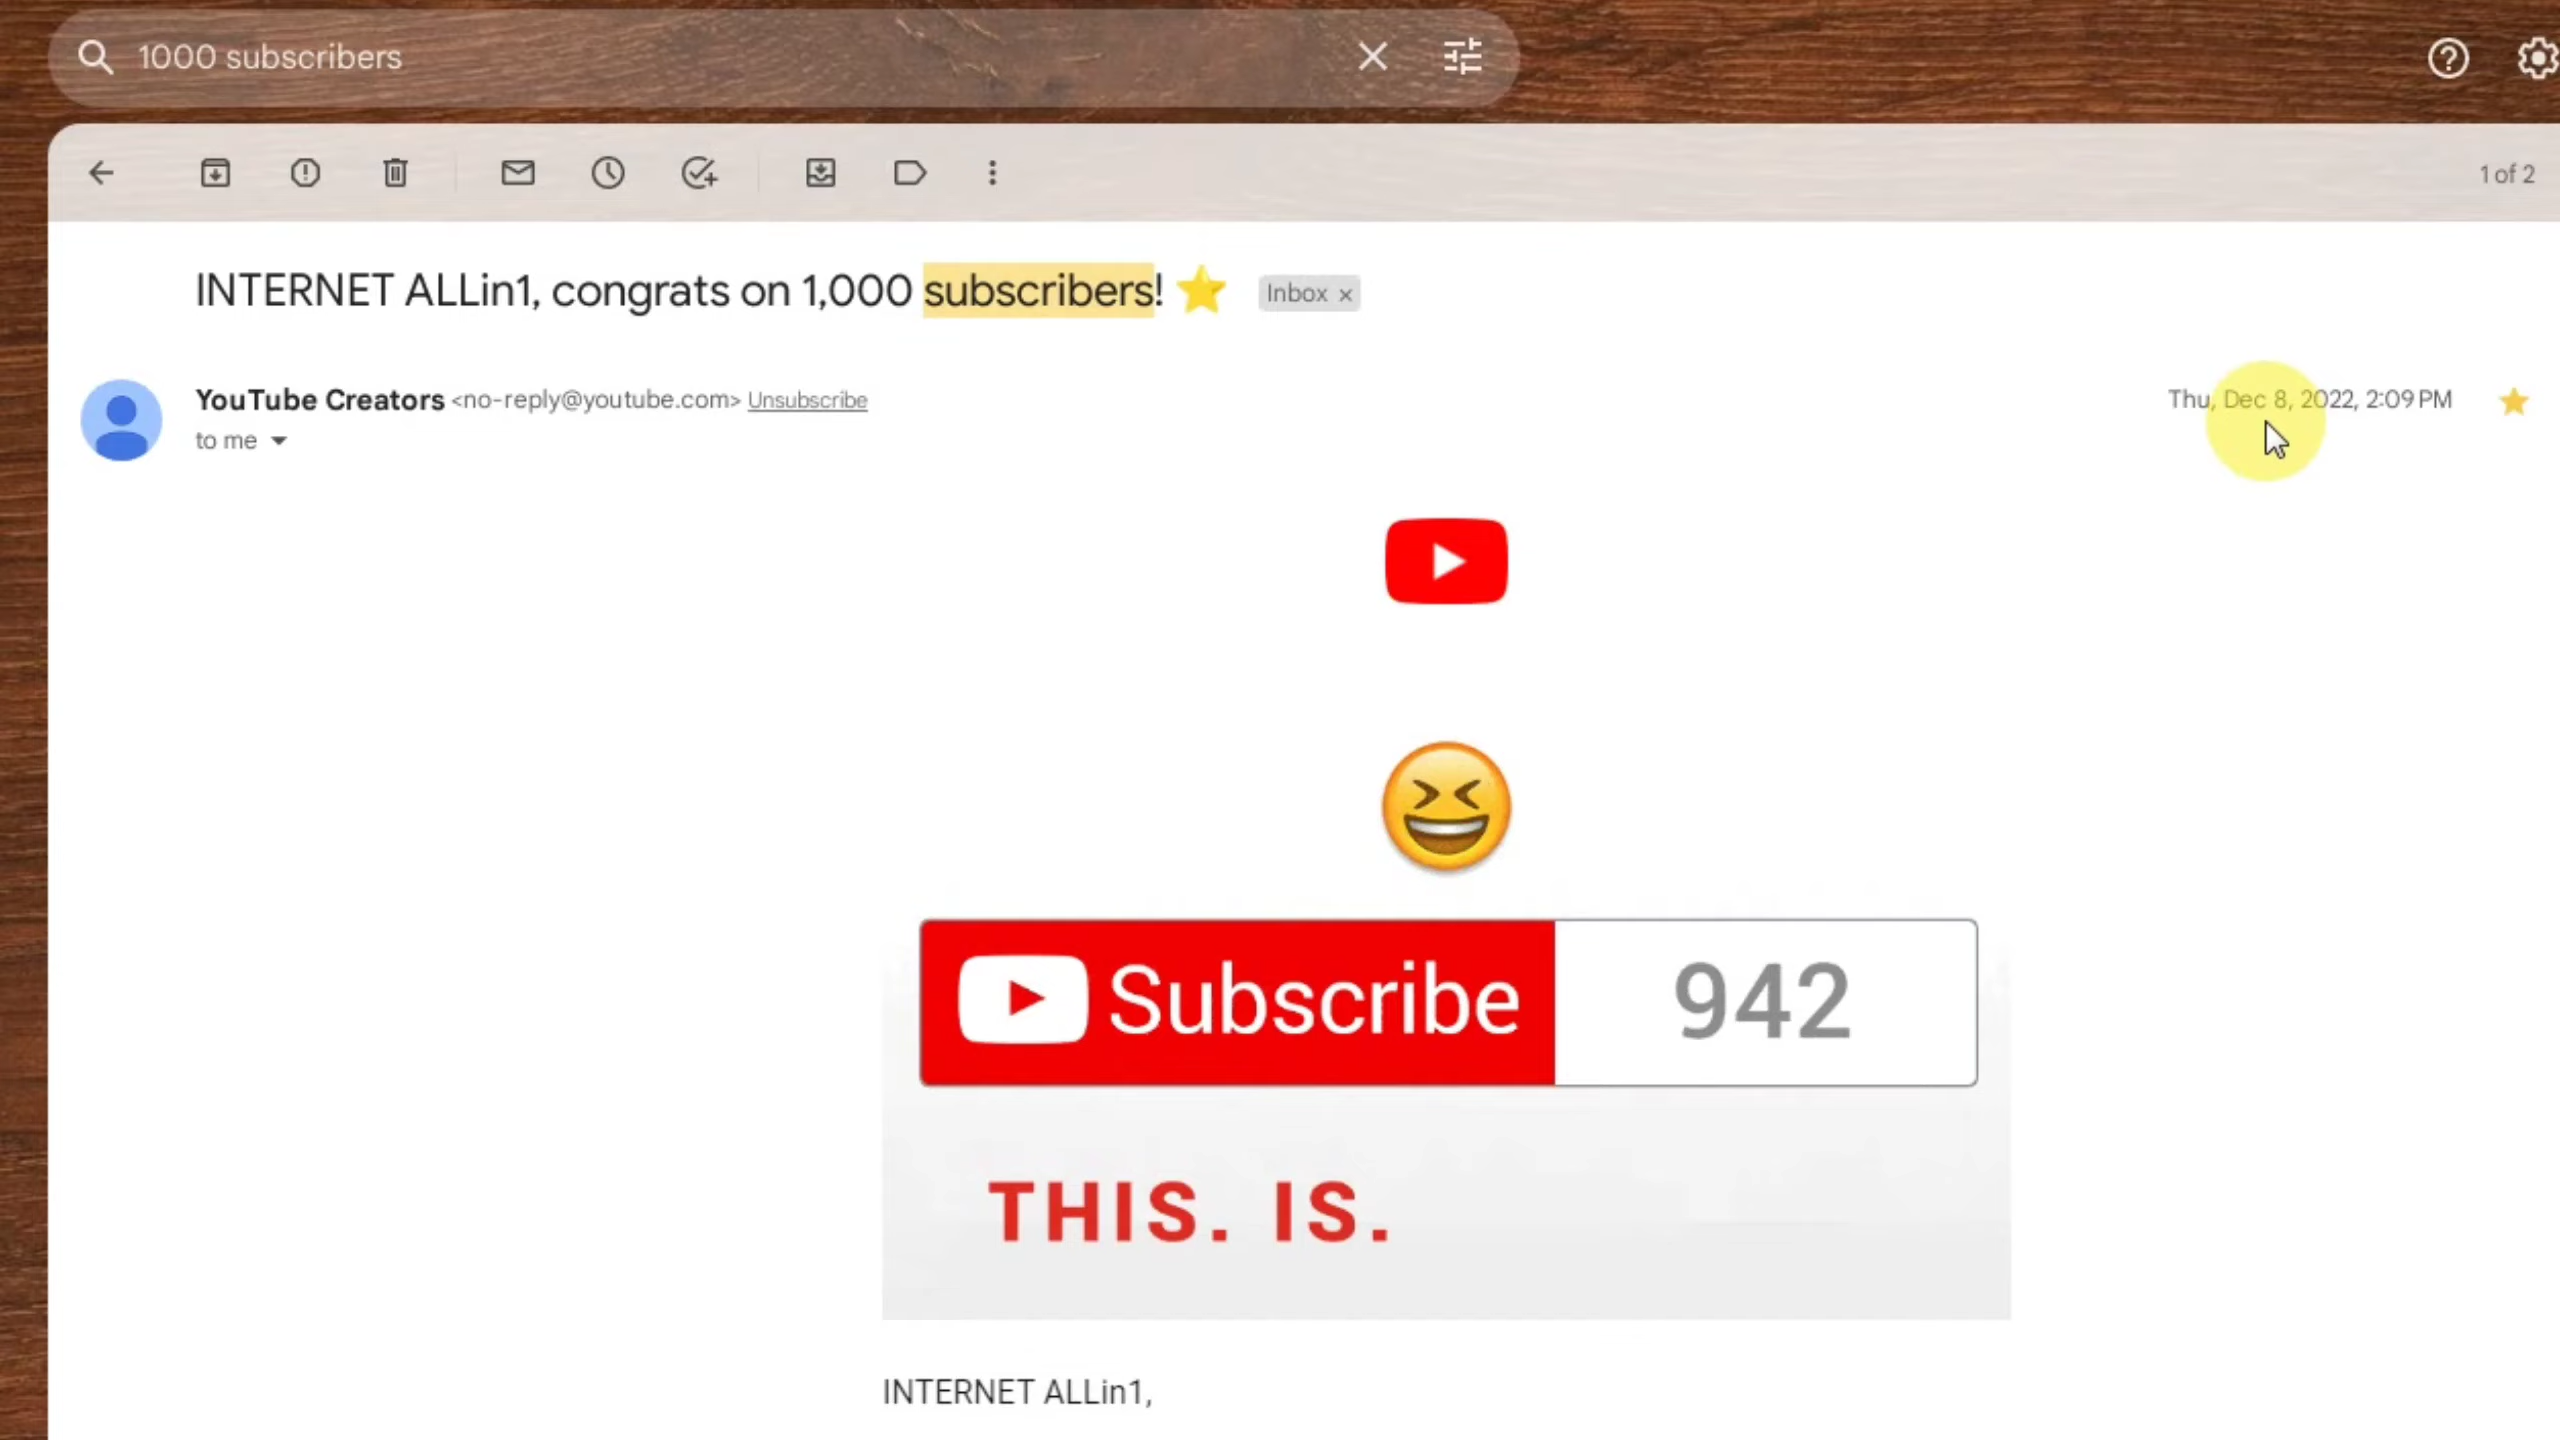 1000 subscribers
1 of 2
INTERNET ALLin1, congrats on 1,000 subscribers! Inbox x
YouTube Creators <no-reply@youtube.com> Unsubscribe
Thu, Dec 8, 2022, 2:09 PM
to me
Subscribe 942
THIS. IS.
INTERNET ALLin1,